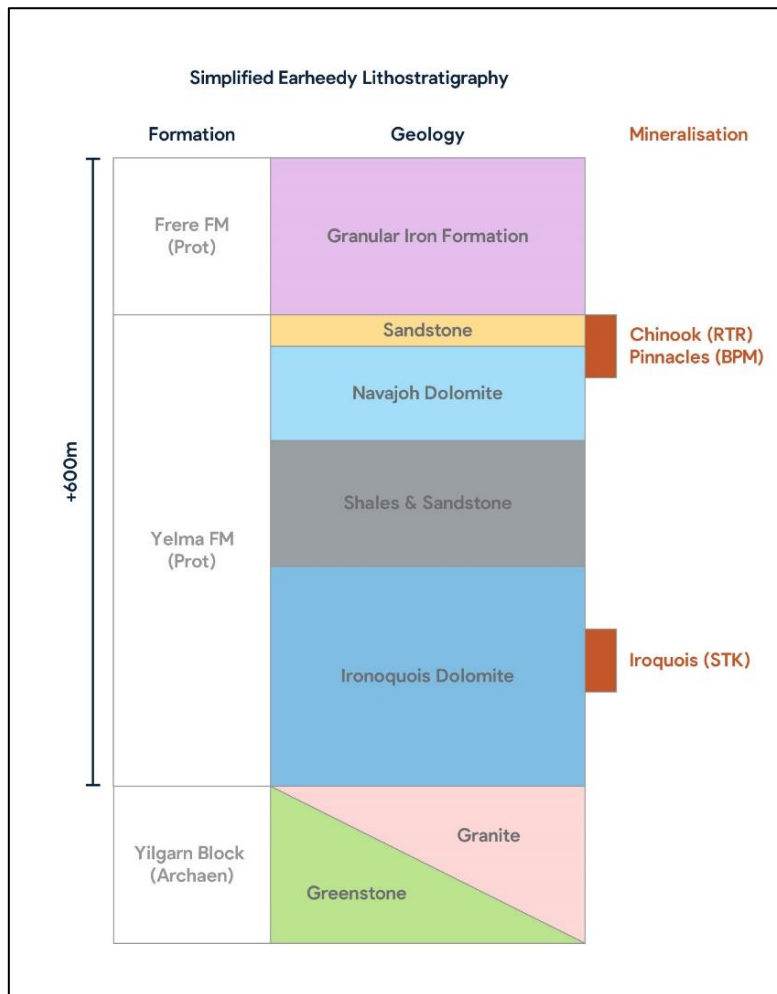 Simplified Earheedy Lithostratigraphy
Formation
Geology
Mineralisation
+600m
Frere FM
(Prot)
Granular Iron Formation
Sandstone
Chinook (RTR)
Pinnacles (BPM)
Navajoh Dolomite
Shales & Sandstone
Yelma FM
(Prot)
Ironoquois Dolomite
Iroquois (STK)
Yilgarn Block
(Archaen)
Granite
Greenstone